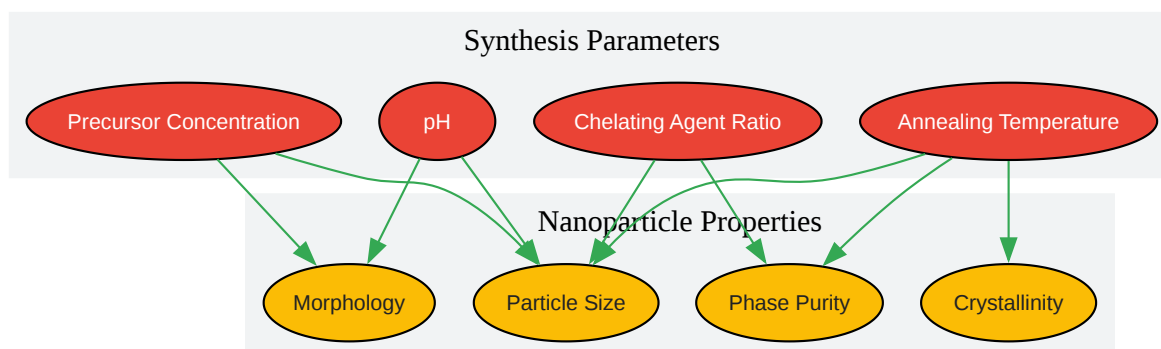 Synthesis Parameters
Precursor Concentration
pH
Chelating Agent Ratio
Annealing Temperature
Nanoparticle Properties
Morphology
Particle Size
Phase Purity
Crystallinity